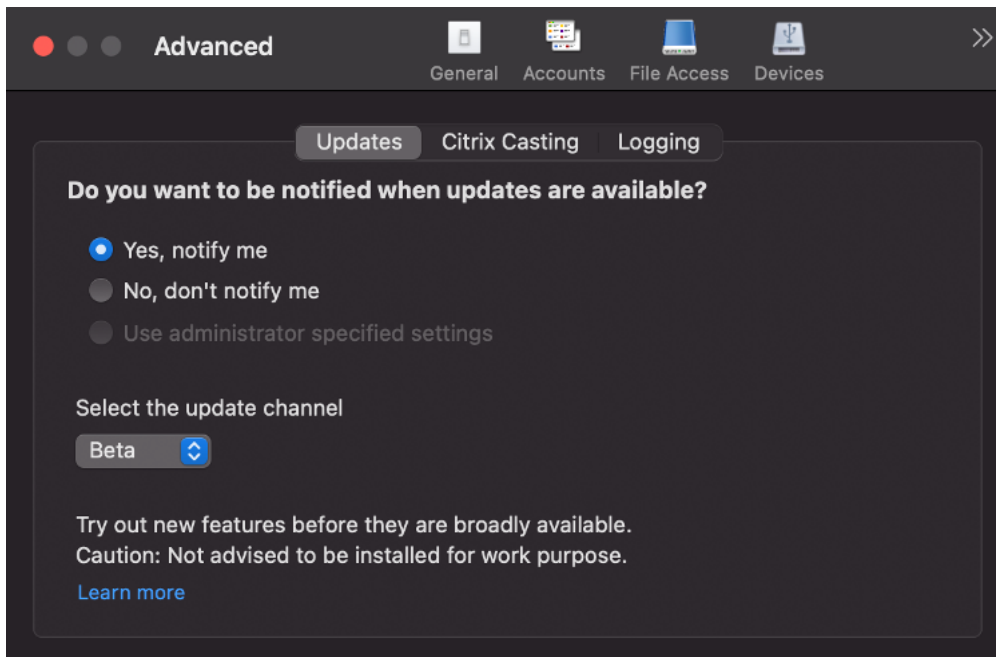 Advanced
General
Accounts
File Access
Devices
Updates
Citrix Casting
Logging
Do you want to be notified when updates are available?
Yes, notify me
No, don't notify me
Use administrator specified settings
Select the update channel
Beta
Try out new features before they are broadly available.
Caution: Not advised to be installed for work purpose.
Learn more